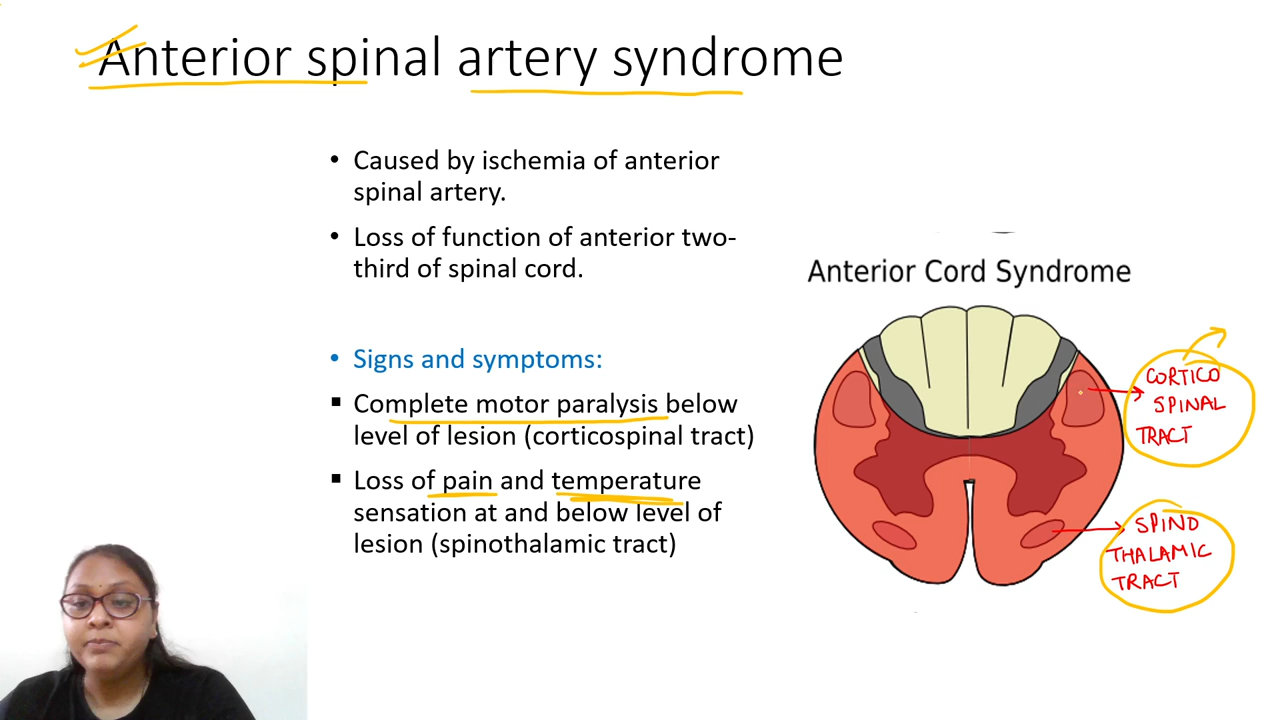 Anterior spinal artery syndrome
• Caused by ischemia of anterior
spinal artery.
• Loss of function of anterior two-
third of spinal cord.
• Signs and symptoms:
▪ Complete motor paralysis below
level of lesion (corticospinal tract)
▪ Loss of pain and temperature
sensation at and below level of
lesion (spinothalamic tract)
Anterior Cord Syndrome
CORTICO
SPINAL
TRACT
SPINO
THALAMIC
TRACT